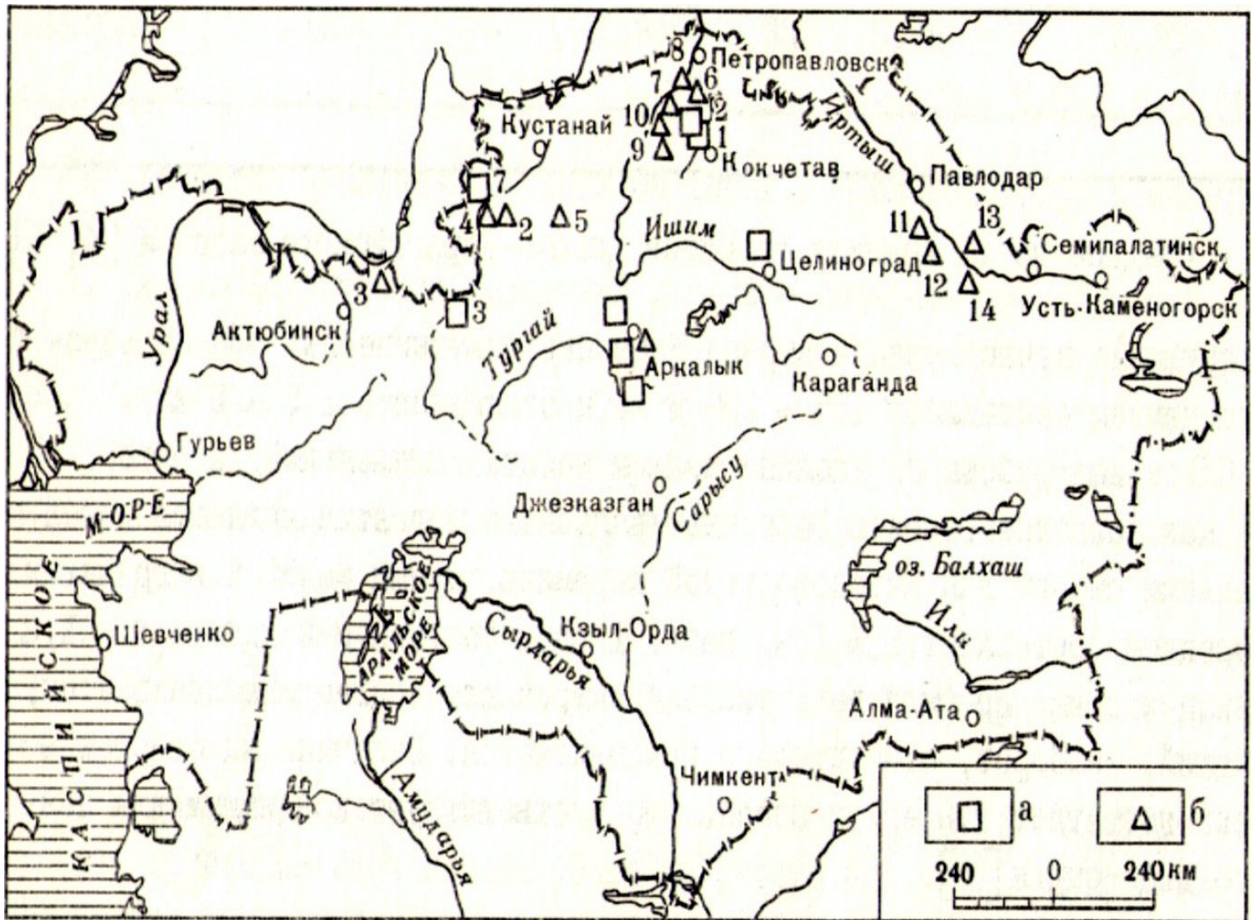 8
Петропавловск
7
6
2
Кустанай
10
1
9
Кокчетав
Иртыш
Павлодар
7
4
2
5
Ишим
11
13
Семипалатинск
Целиноград
12
3
14
Усть-Каменогорск
Урал
Актюбинск
3
Тургай
Аркалык
Караганда
Гурьев
МОРЕ
Джезказган
Сарысу
оз. Балхаш
Или
КАСПИЙСКОЕ
Шевченко
АРАЛЬСКОЕ
МОРЕ
Сырдарья
Кзыл-Орда
Алма-Ата
Чимкент
Амударья
а
б
240 0 240 км